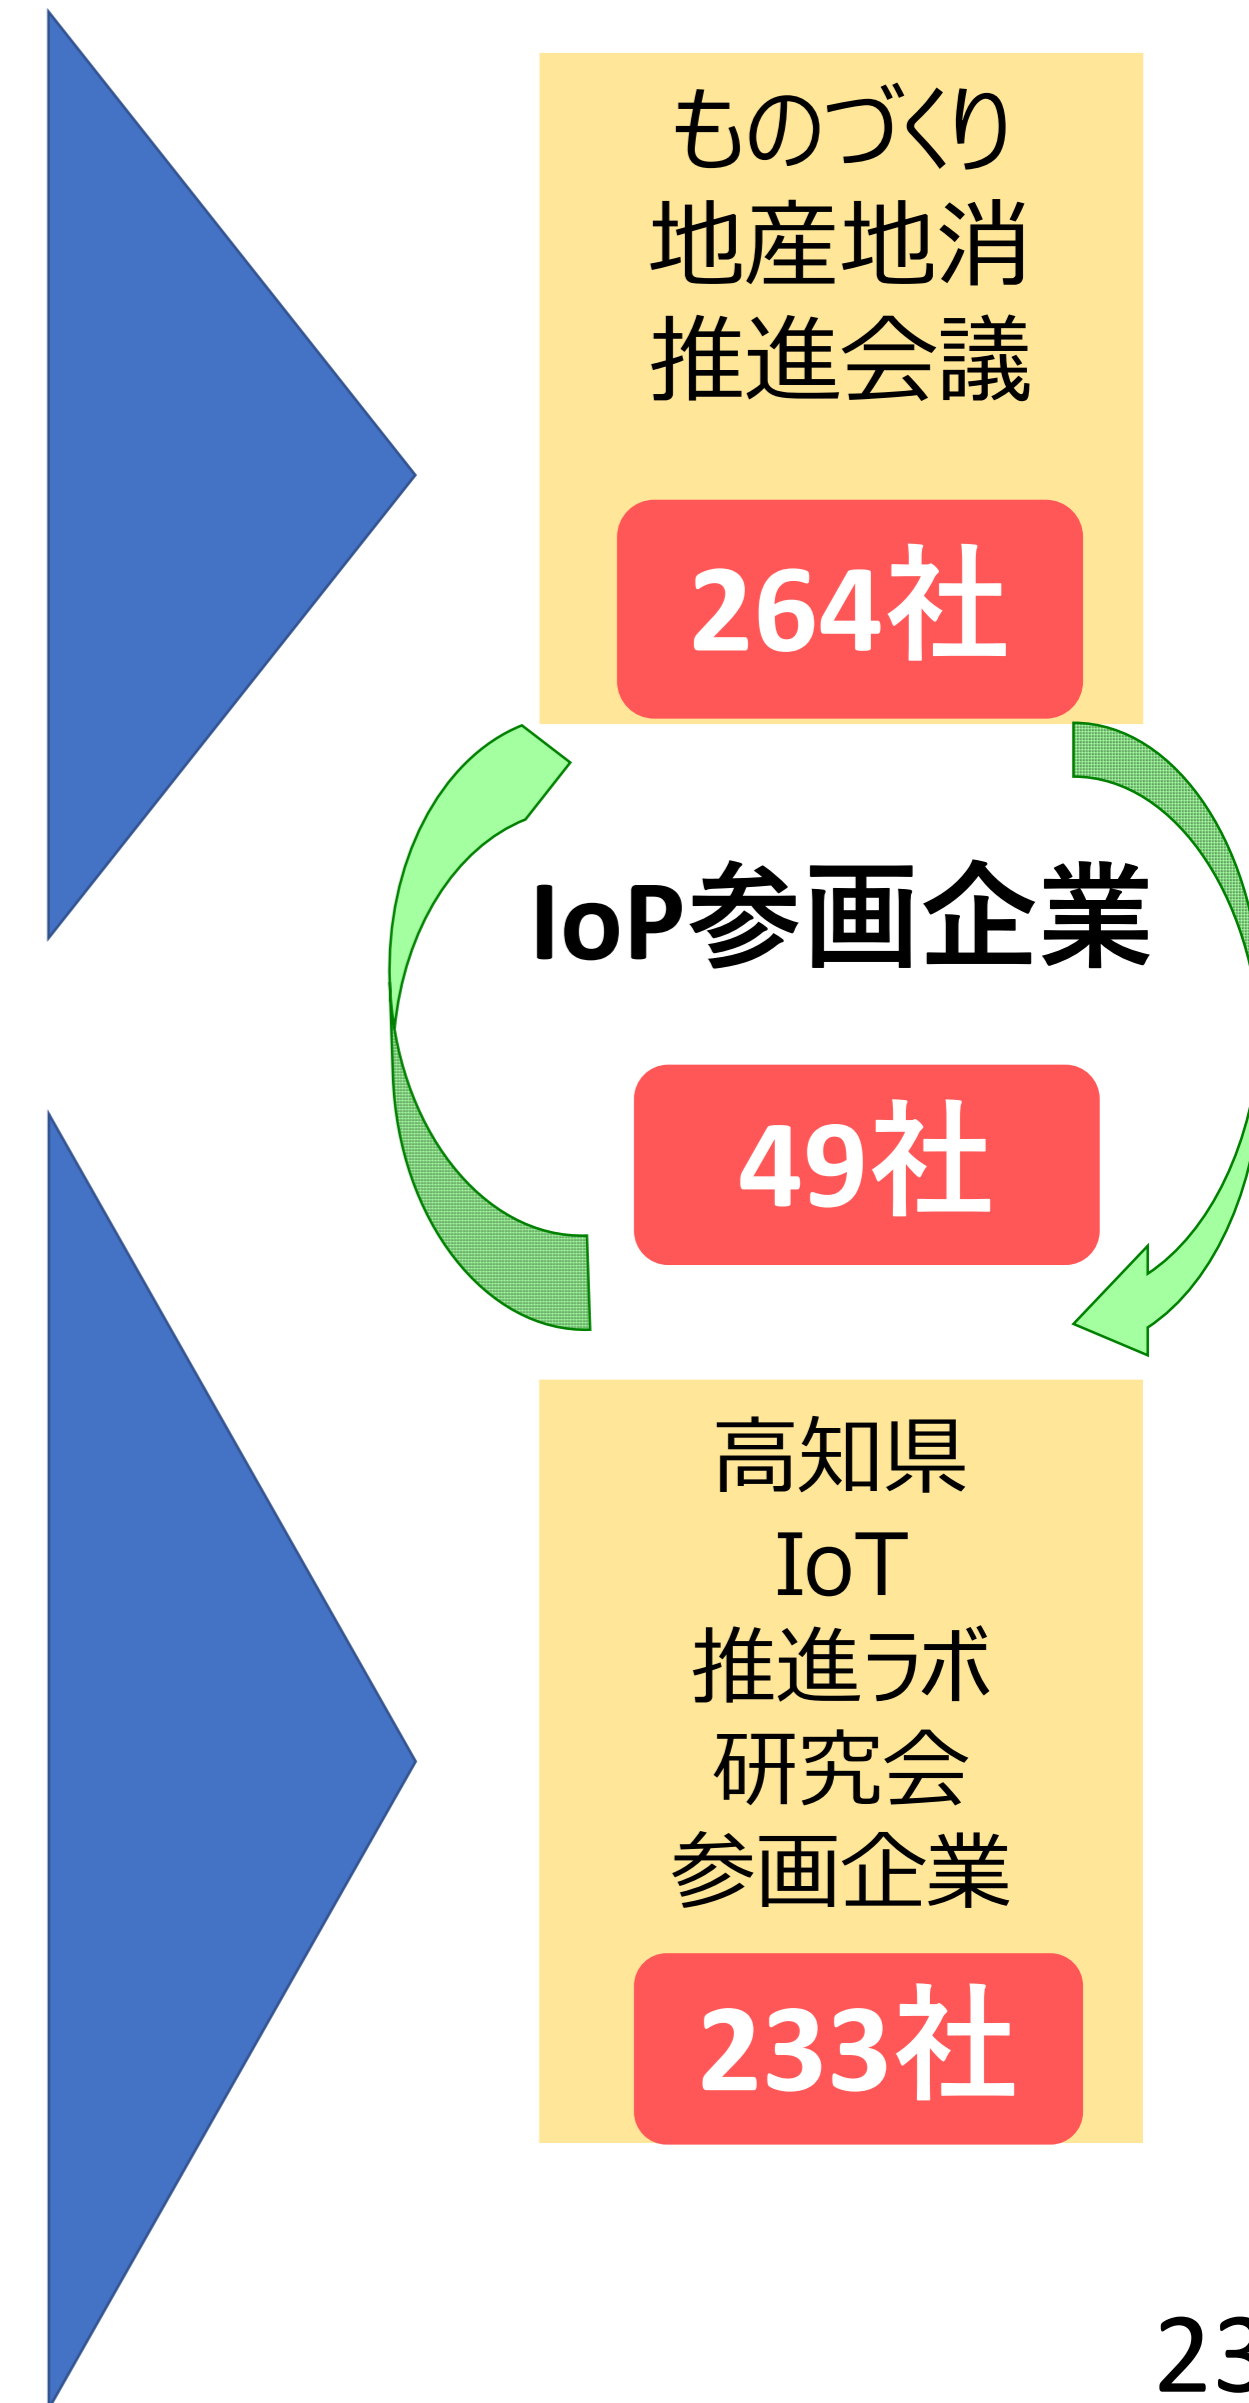 ものづくり
地産地消
推進会議
264社
IoP参画企業
49社
高知県
IoT
推進ラボ
研究会
参画企業
233社
23